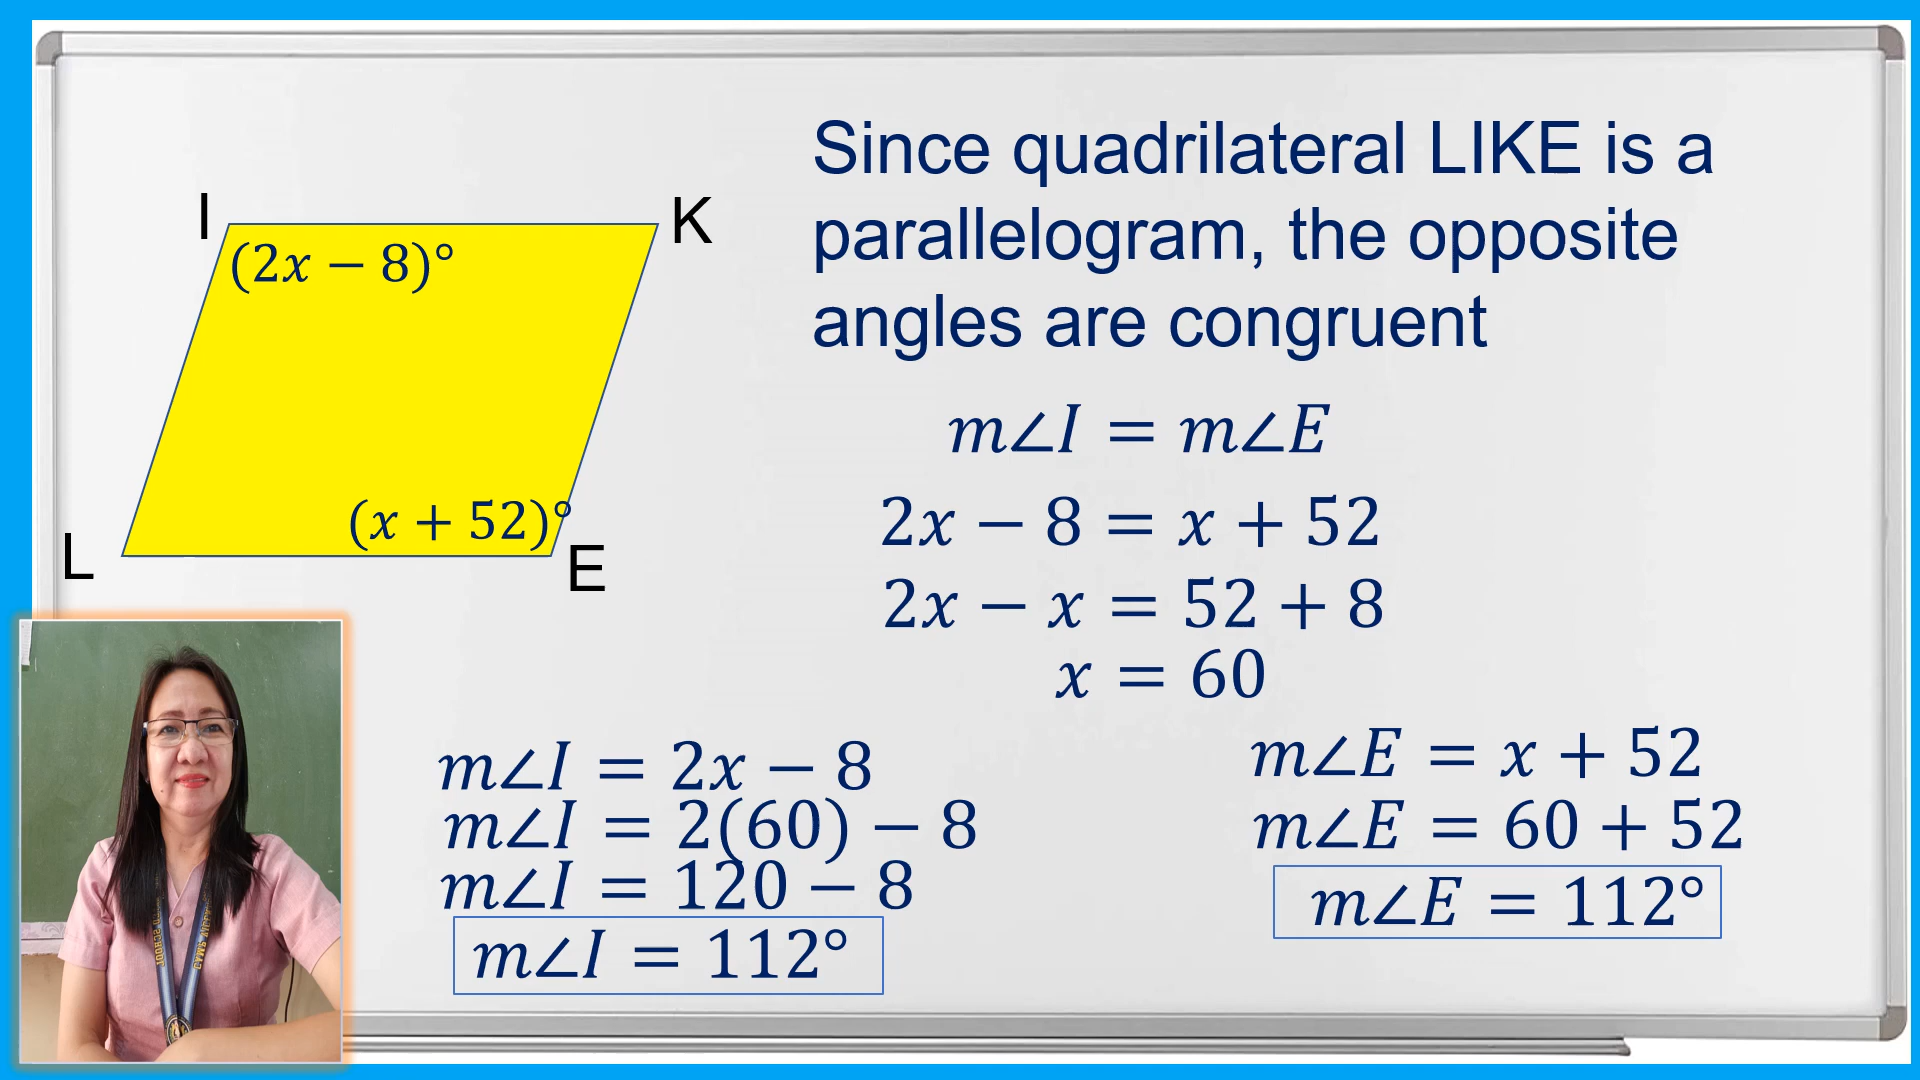 Since quadrilateral LIKE is a
parallelogram, the opposite
angles are congruent
I
K
(2x − 8)°
(x + 52)°
L
E
m∠I = m∠E
2x − 8 = x + 52
2x − x = 52 + 8
x = 60
m∠I = 2x − 8
m∠I = 2(60) − 8
m∠I = 120 − 8
m∠I = 112°
m∠E = x + 52
m∠E = 60 + 52
m∠E = 112°